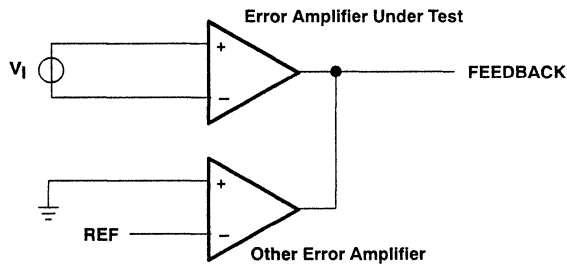 Error Amplifier Under Test
+
VI
−
FEEDBACK
+
REF
−
Other Error Amplifier